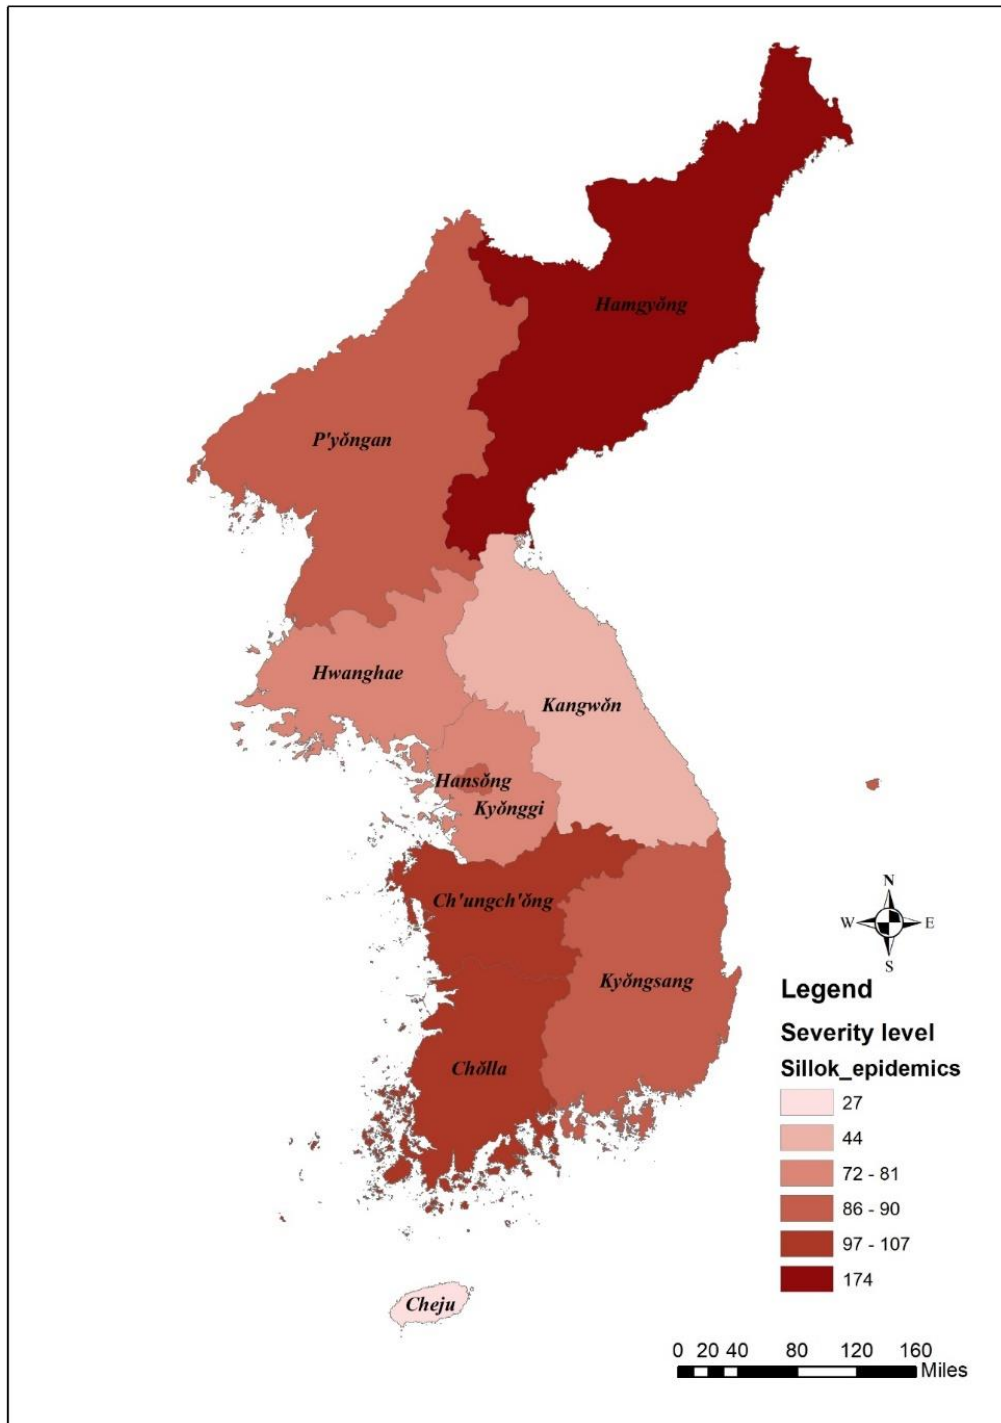 Hamgyŏng
P'yŏngan
Hwanghae
Kangwŏn
Hansŏng
Kyŏnggi
Ch'ungch'ŏng
Kyŏngsang
Chŏlla
Cheju
N
W E
S
Legend
Severity level
Sillok_epidemics
27
44
72 - 81
86 - 90
97 - 107
174
0 20 40 80 120 160
Miles